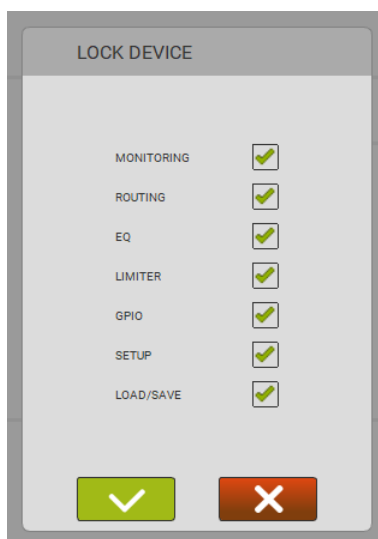 LOCK DEVICE
MONITORING
ROUTING
EQ
LIMITER
GPIO
SETUP
LOAD/SAVE